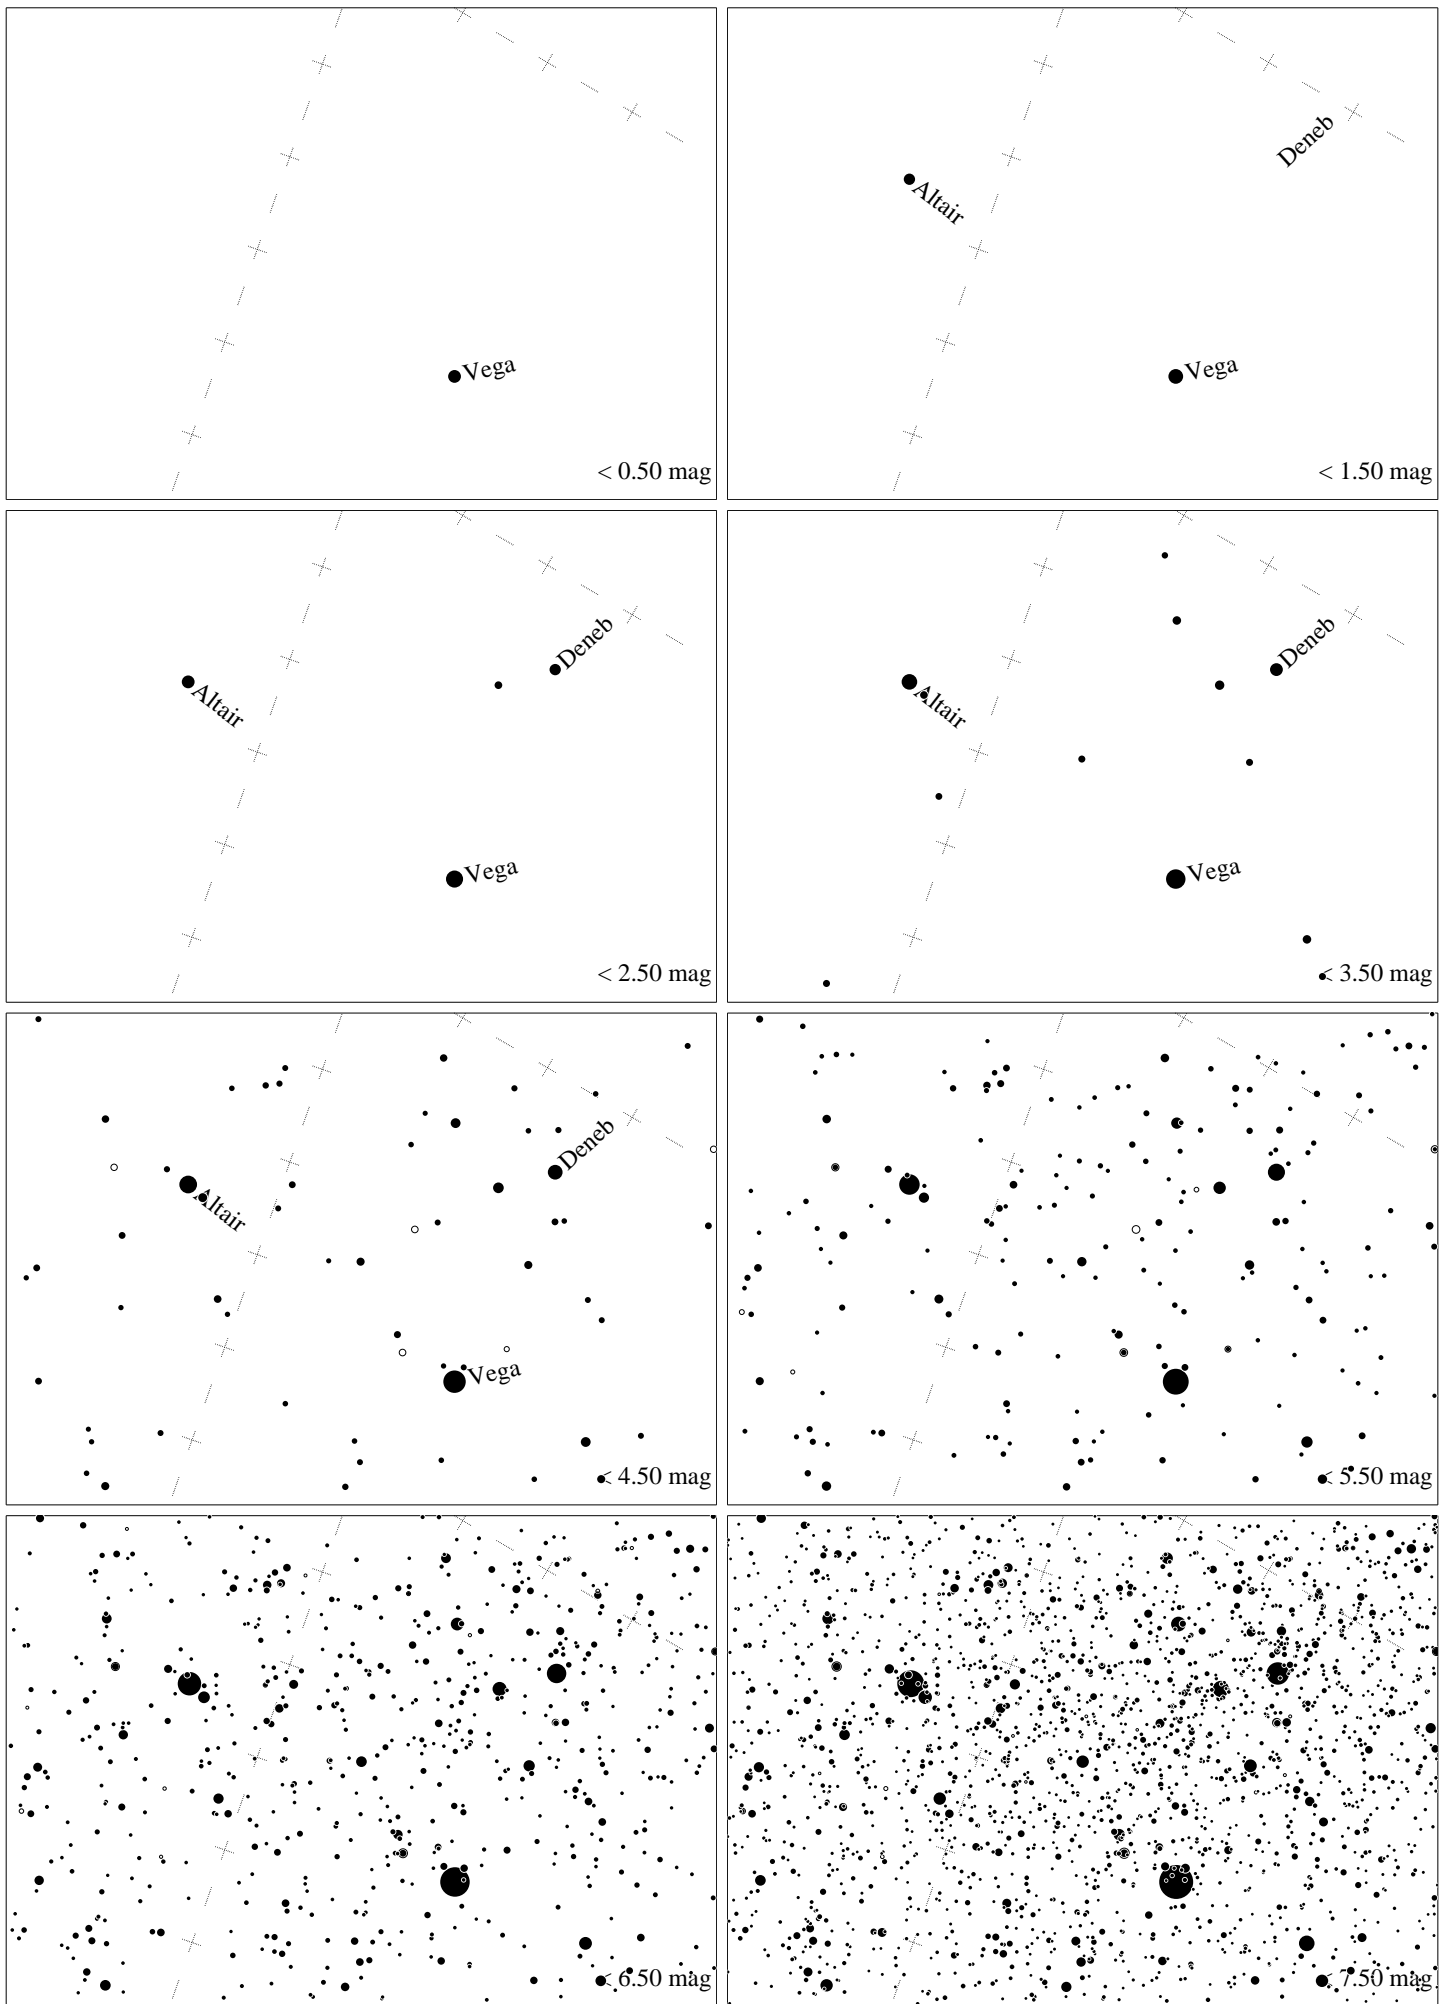 Vega
< 0.50 mag
Deneb
Altair
Vega
< 1.50 mag
Deneb
Altair
Vega
< 2.50 mag
Deneb
Altair
Vega
< 3.50 mag
Deneb
Altair
Vega
< 4.50 mag
< 5.50 mag
< 6.50 mag
< 7.50 mag